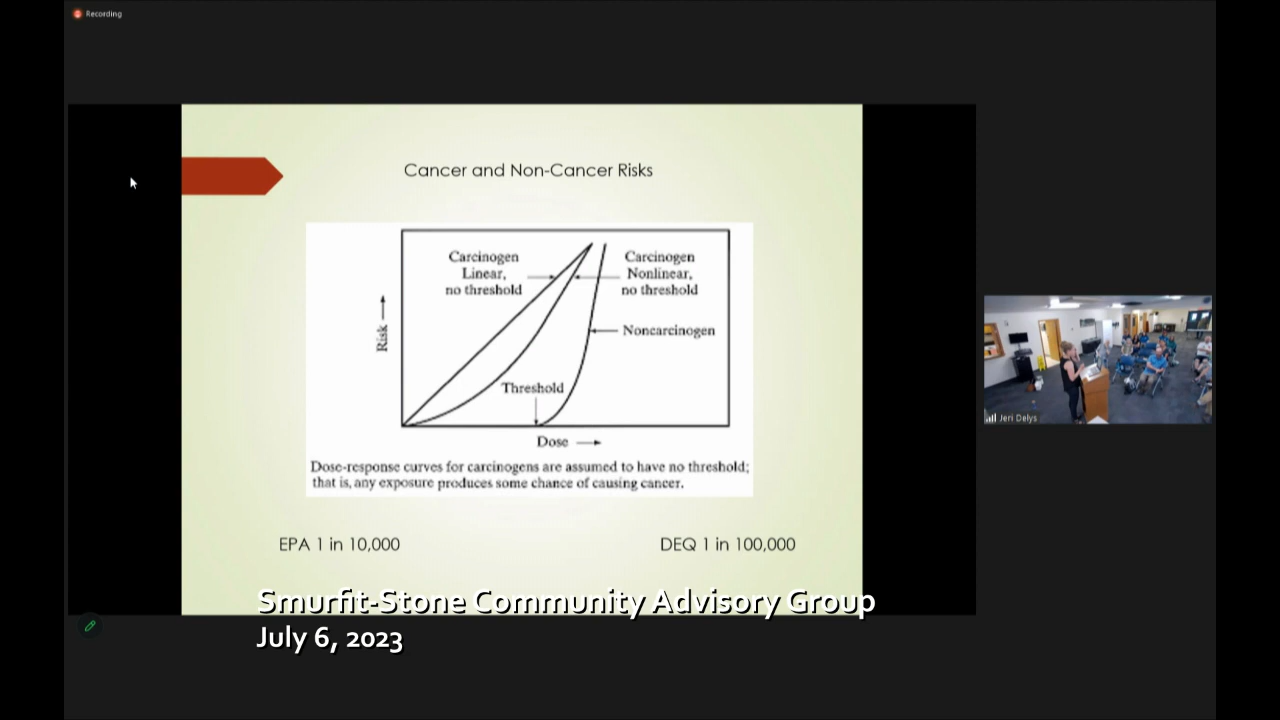 Recording
Cancer and Non-Cancer Risks
Carcinogen
Linear,
no threshold
Carcinogen
Nonlinear,
no threshold
Noncarcinogen
Risk
Threshold
Dose
Dose-response curves for carcinogens are assumed to have no threshold;
that is, any exposure produces some chance of causing cancer.
EPA 1 in 10,000
DEQ 1 in 100,000
Jeri Delys
Smurfit-Stone Community Advisory Group
July 6, 2023